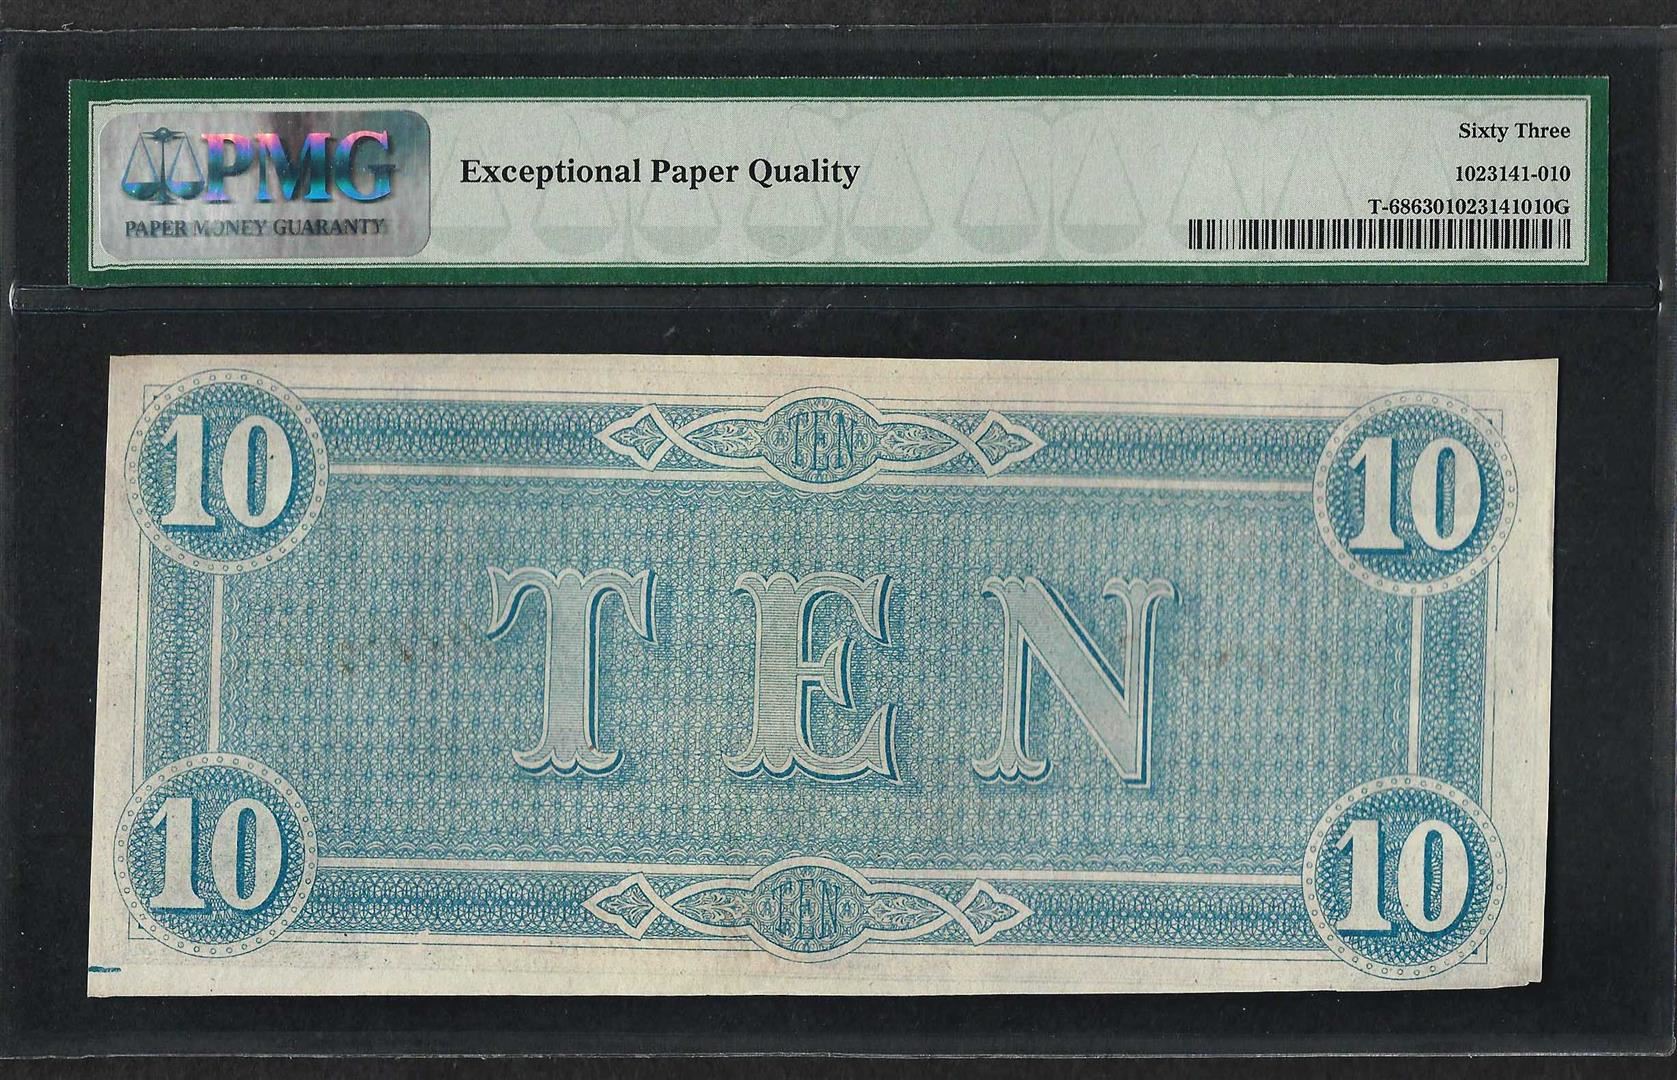 PMG
PAPER MONEY GUARANTY
Exceptional Paper Quality
Sixty Three
1023141-010
T-686301023141010G
10
TEN
10
TEN
10
TEN
10